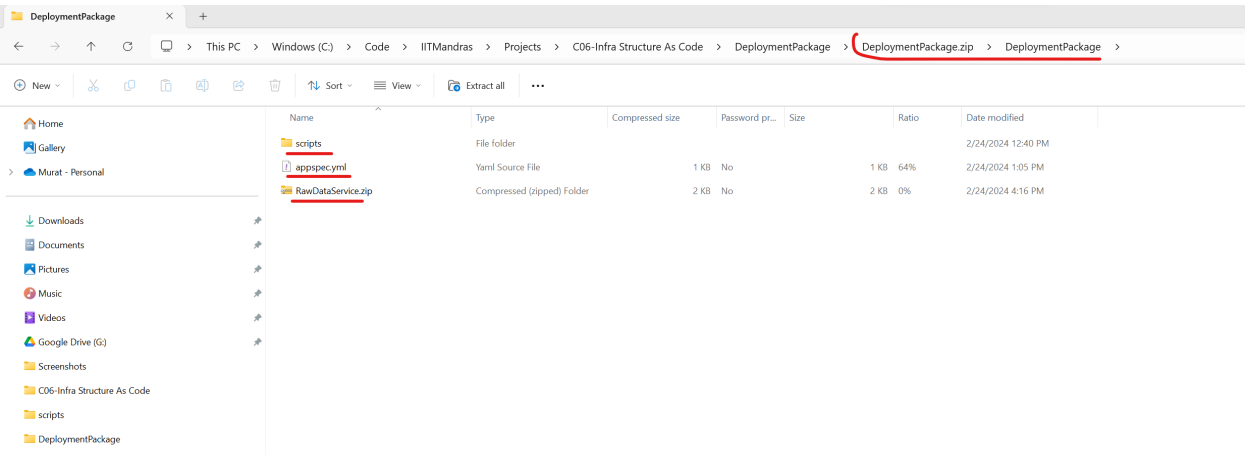 DeploymentPackage
This PC > Windows (C:) > Code > IITMandras > Projects > C06-Infra Structure As Code > DeploymentPackage > DeploymentPackage.zip > DeploymentPackage >
New Sort View Extract all ...
Home
Gallery
Murat - Personal
Downloads
Documents
Pictures
Music
Videos
Google Drive (G:)
Screenshots
C06-Infra Structure As Code
scripts
DeploymentPackage
Name Type Compressed size Password pr... Size Ratio Date modified
scripts File folder 2/24/2024 12:40 PM
appspec.yml Yaml Source File 1 KB No 1 KB 64% 2/24/2024 1:05 PM
RawDataService.zip Compressed (zipped) Folder 2 KB No 2 KB 0% 2/24/2024 4:16 PM